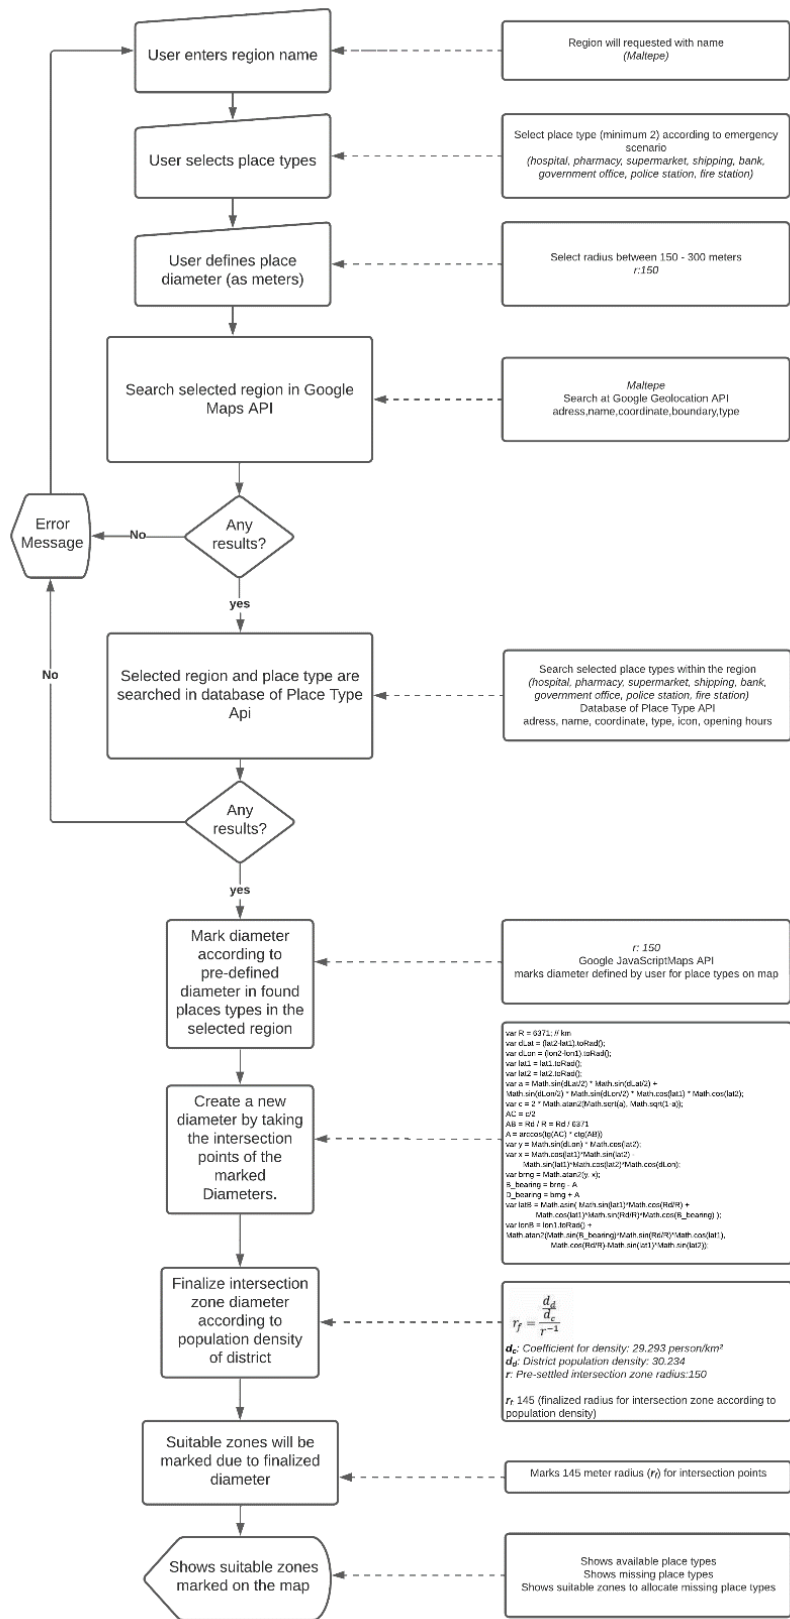 User enters region name
Region will requested with name
(Maltepe)
User selects place types
Select place type (minimum 2) according to emergency
scenario
(hospital, pharmacy, supermarket, shipping, bank,
government office, police station, fire station)
User defines place
diameter (as meters)
Select radius between 150 - 300 meters
r:150
Search selected region in Google
Maps API
Maltepe
Search at Google Geolocation API
adress,name,coordinate,boundary,type
Error
Message
No
Any
results?
yes
No
Selected region and place type are
searched in database of Place Type
Api
Search selected place types within the region
(hospital, pharmacy, supermarket, shipping, bank,
government office, police station, fire station)
Database of Place Type API
adress, name, coordinate, type, icon, opening hours
Any
results?
yes
Mark diameter
according to
pre-defined
diameter in found
places types in the
selected region
r: 150
Google JavaScriptMaps API
marks diameter defined by user for place types on map
Create a new
diameter by taking
the intersection
points of the
marked
Diameters.
var R = 6371; // km
var dLat = (lat2-lat1).toRad();
var dLon = (lon2-lon1).toRad();
var lat1 = lat1.toRad();
var lat2 = lat2.toRad();
var a = Math.sin(dLat/2) * Math.sin(dLat/2) +
Math.sin(dLon/2) * Math.sin(dLon/2) * Math.cos(lat1) * Math.cos(lat2);
var c = 2 * Math.atan2(Math.sqrt(a), Math.sqrt(1-a));
AC = c/2
AB = Rd / R = Rd / 6371
A = arccos(tg(AC) * ctg(AB))
var y = Math.sin(dLon) * Math.cos(lat2);
var x = Math.cos(lat1)*Math.sin(lat2) -
Math.sin(lat1)*Math.cos(lat2)*Math.cos(dLon);
var brng = Math.atan2(y, x);
B_bearing = brng - A
D_bearing = brng + A
var latB = Math.asin( Math.sin(lat1)*Math.cos(Rd/R) +
Math.cos(lat1)*Math.sin(Rd/R)*Math.cos(B_bearing) );
var lonB = lon1.toRad() +
Math.atan2(Math.sin(B_bearing)*Math.sin(Rd/R)*Math.cos(lat1),
Math.cos(Rd/R)-Math.sin(lat1)*Math.sin(lat2));
Finalize intersection
zone diameter
according to
population density
of district
r_f = (d_d / d_c) / r⁻¹
d_c: Coefficient for density: 29.293 person/km²
d_d: District population density: 30.234
r: Pre-settled intersection zone radius:150
r_f: 145 (finalized radius for intersection zone according to
population density)
Suitable zones will be
marked due to finalized
diameter
Marks 145 meter radius (r_f) for intersection points
Shows suitable zones
marked on the map
Shows available place types
Shows missing place types
Shows suitable zones to allocate missing place types